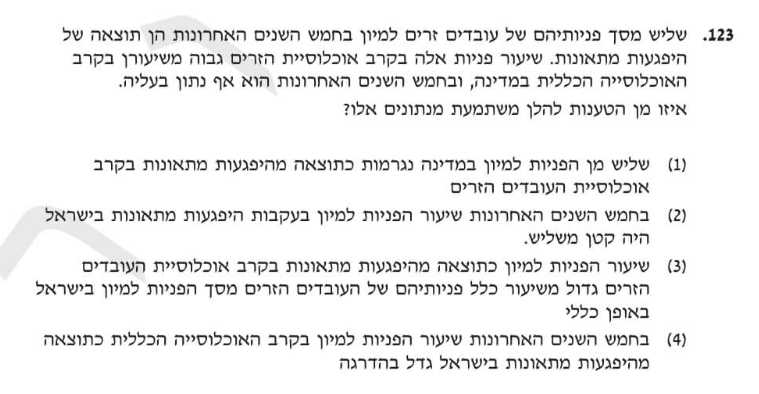 123. שליש מסך פניותיהם של עובדים זרים למיון בחמש השנים האחרונות הן תוצאה של
היפגעות מתאונות. שיעור פניות אלה בקרב אוכלוסיית הזרים גבוה משיעורן בקרב
האוכלוסייה הכללית במדינה, ובחמש השנים האחרונות הוא אף נתון בעליה.
איזו מן הטענות להלן משתמעת מנתונים אלו?
(1) שליש מן הפניות למיון במדינה נגרמות כתוצאה מהיפגעות מתאונות בקרב
אוכלוסיית העובדים הזרים
(2) בחמש השנים האחרונות שיעור הפניות למיון בעקבות היפגעות מתאונות בישראל
היה קטן משליש.
(3) שיעור הפניות למיון כתוצאה מהיפגעות מתאונות בקרב אוכלוסיית העובדים
הזרים גדול משיעור כלל פניותיהם של העובדים הזרים מסך הפניות למיון בישראל
באופן כללי
(4) בחמש השנים האחרונות שיעור הפניות למיון בקרב האוכלוסייה הכללית כתוצאה
מהיפגעות מתאונות בישראל גדל בהדרגה